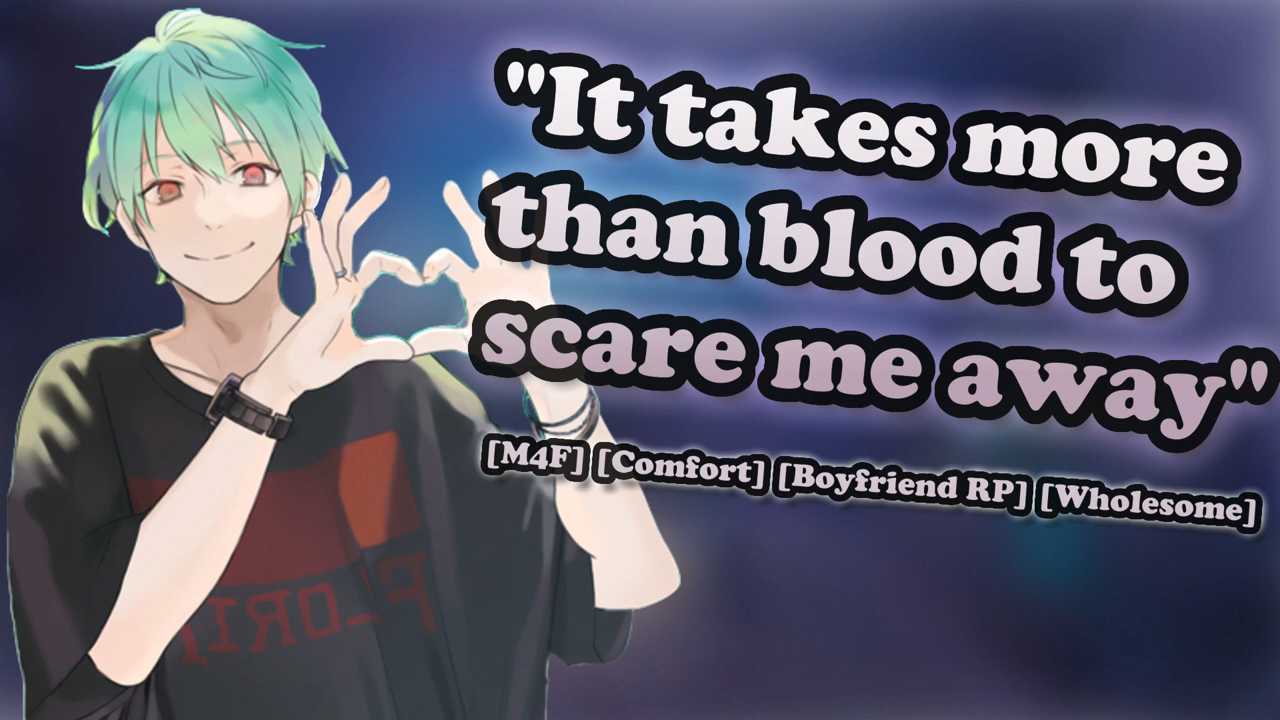 "It takes more
than blood to
scare me away"
[M4F] [Comfort] [Boyfriend RP] [Wholesome]